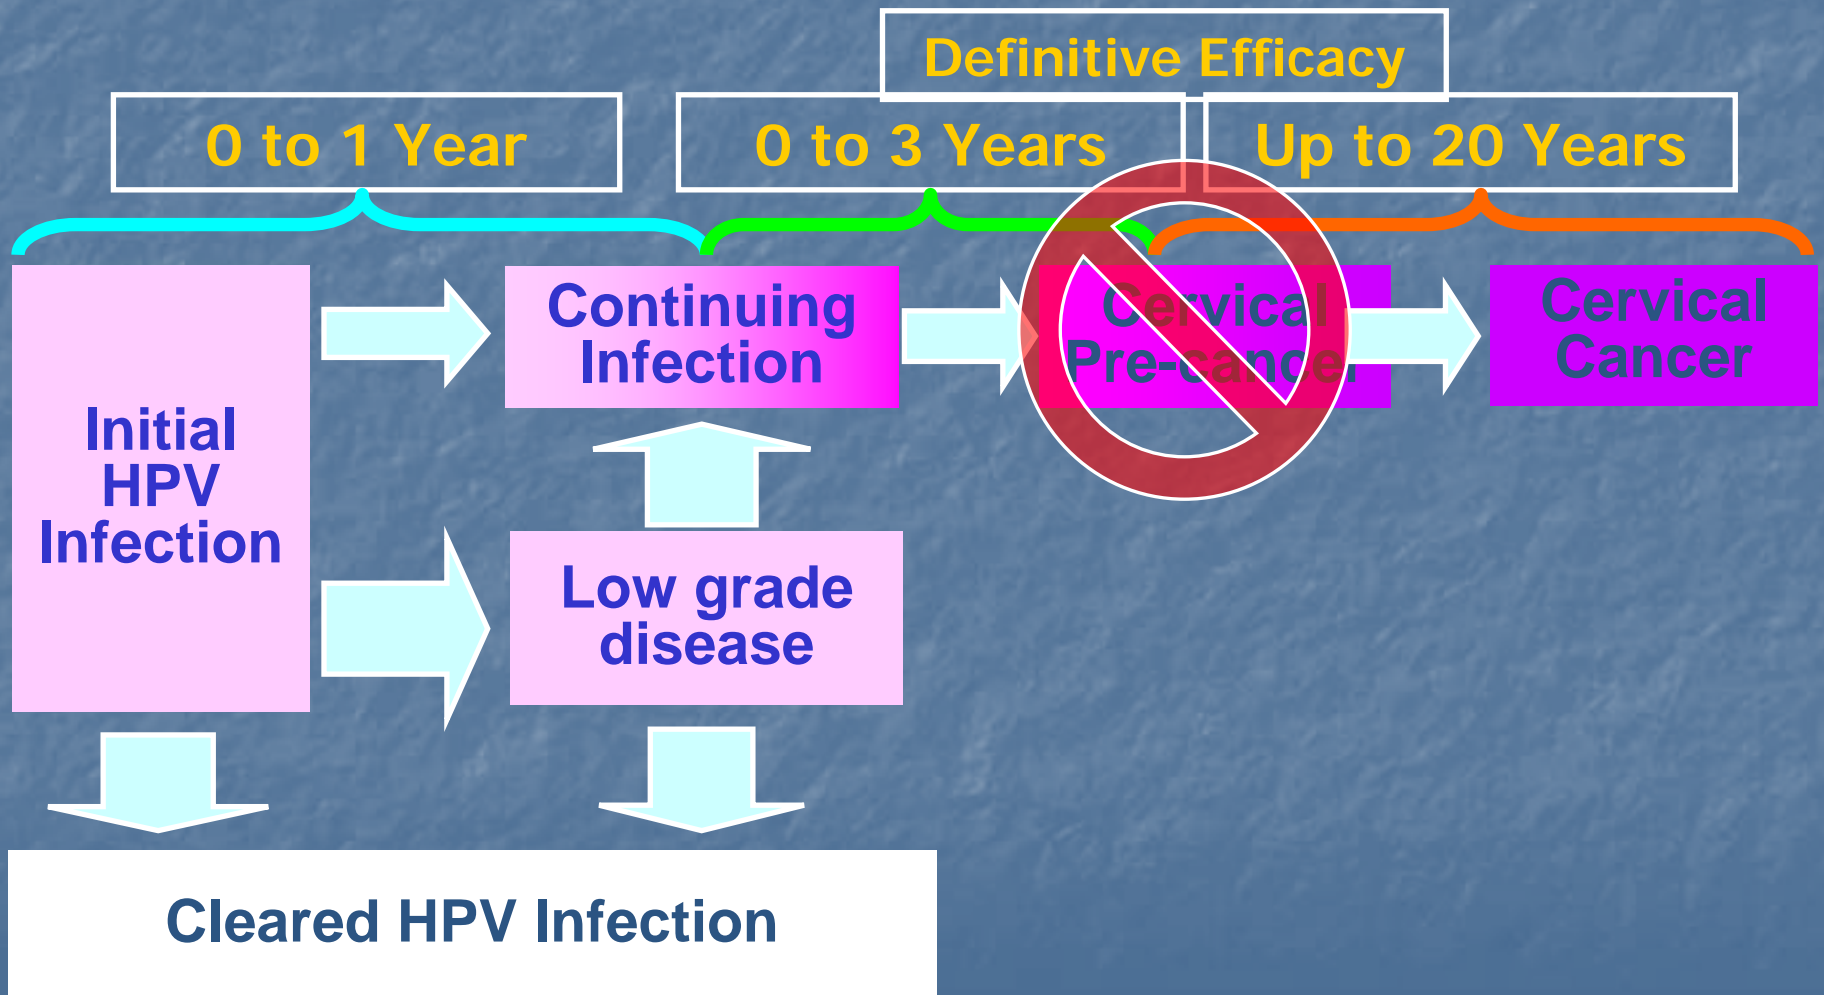 Definitive Efficacy
0 to 1 Year
0 to 3 Years
Up to 20 Years
Initial
HPV
Infection
Continuing
Infection
Cervical
Pre-cancer
Cervical
Cancer
Low grade
disease
Cleared HPV Infection